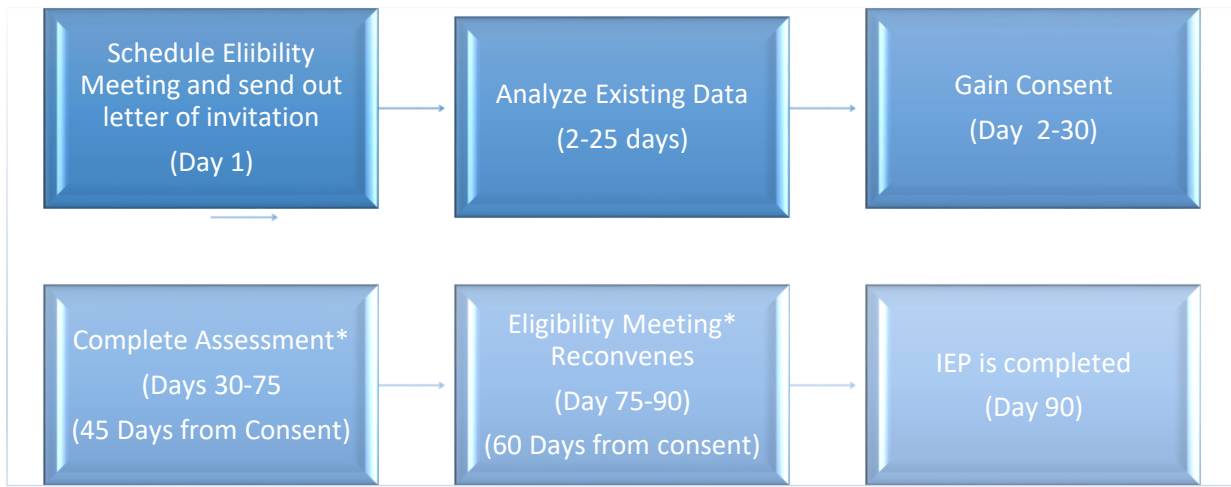 Schedule Eliibility
Meeting and send out
letter of invitation
(Day 1)
Analyze Existing Data
(2-25 days)
Gain Consent
(Day  2-30)
Complete Assessment*
(Days 30-75
(45 Days from Consent)
Eligibility Meeting*
Reconvenes
(Day 75-90)
(60 Days from consent)
IEP is completed
(Day 90)